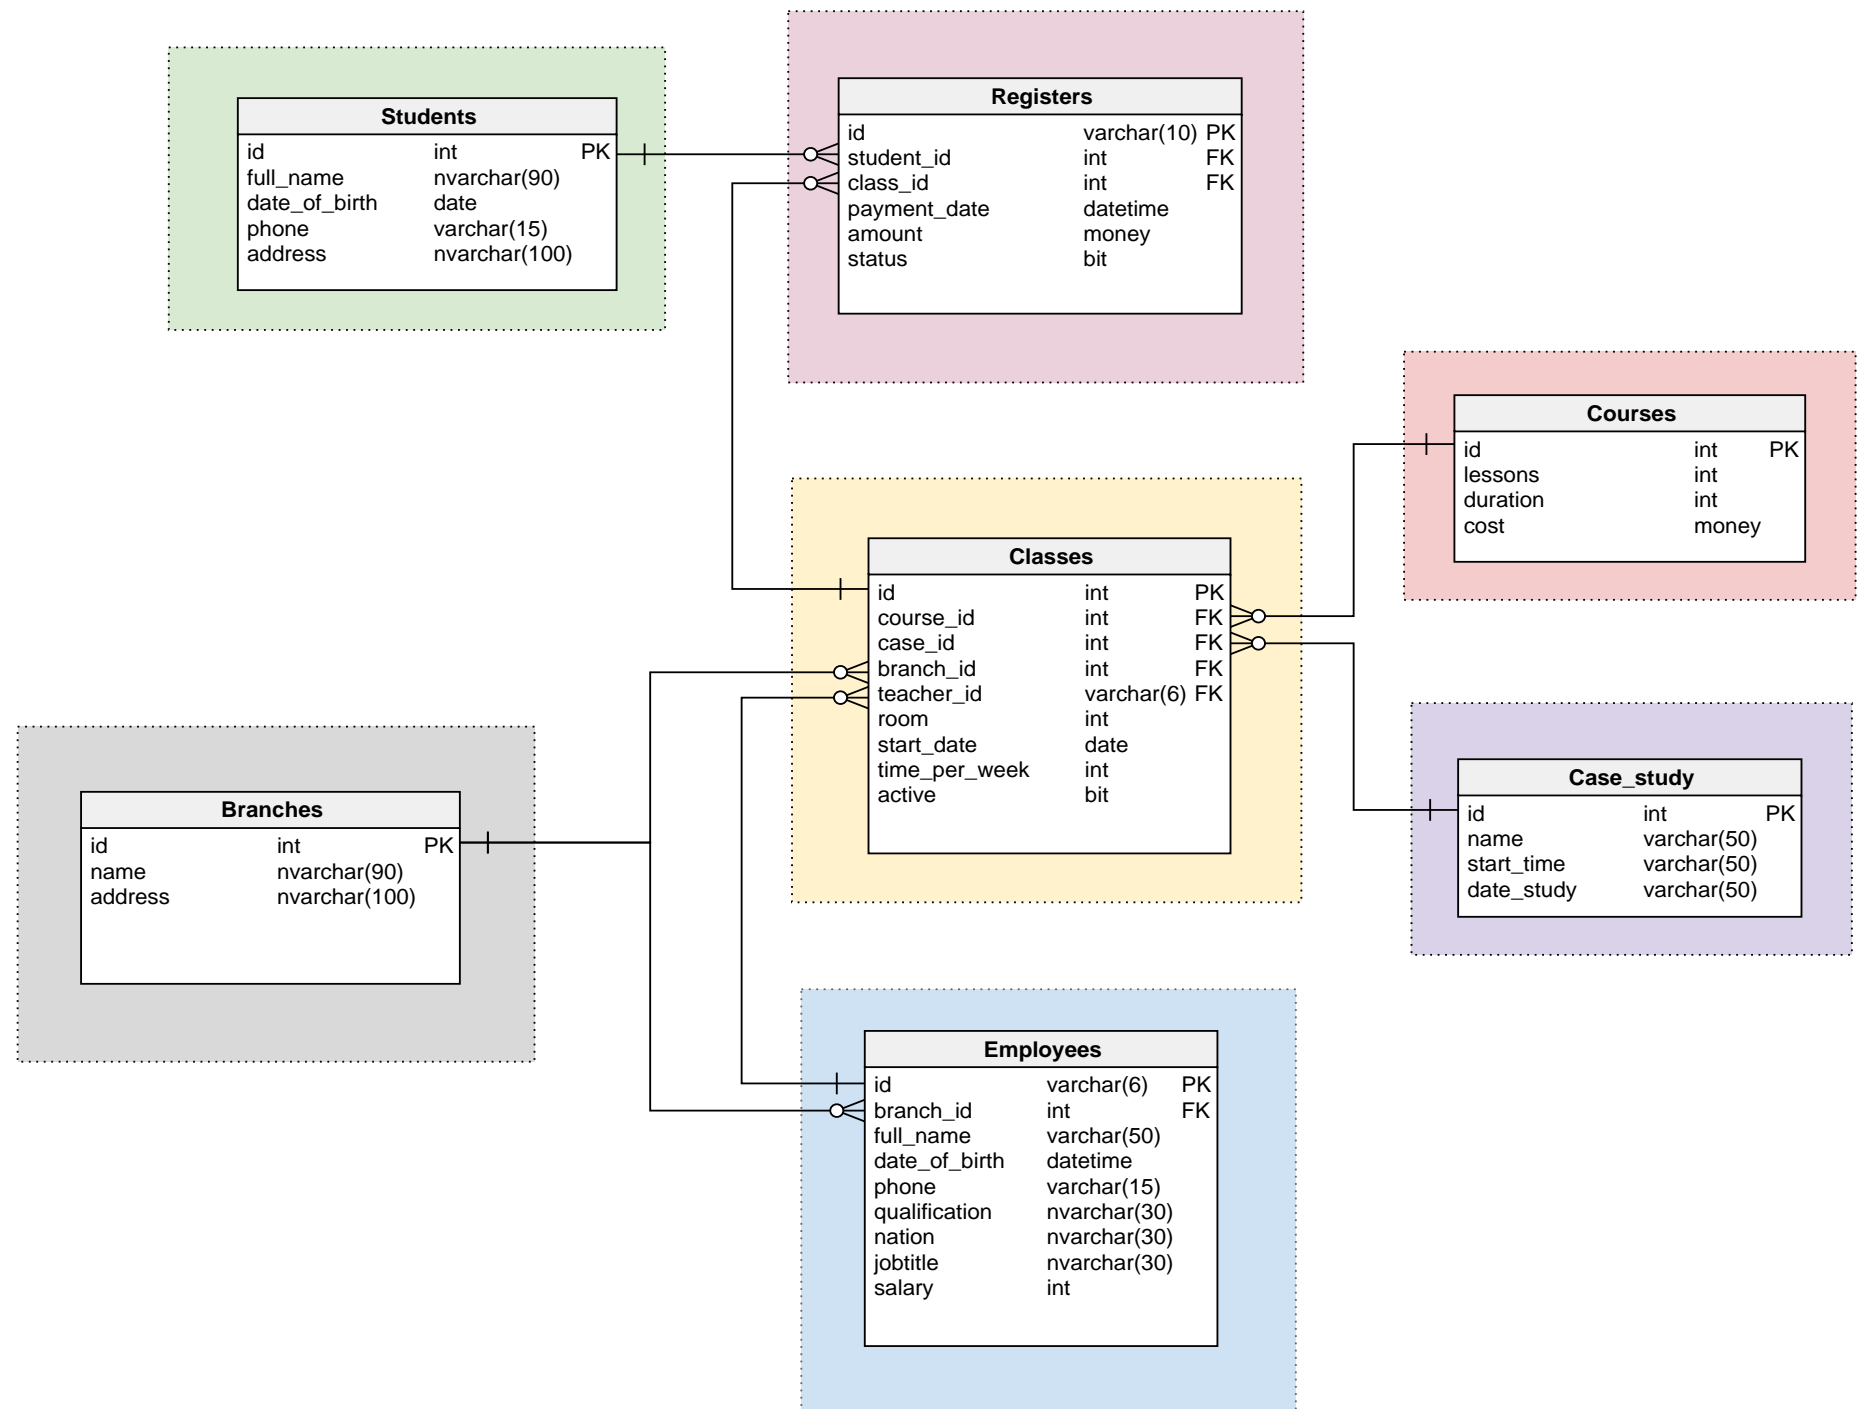 Students
id int PK
full_name nvarchar(90)
date_of_birth date
phone varchar(15)
address nvarchar(100)
Registers
id varchar(10) PK
student_id int FK
class_id int FK
payment_date datetime
amount money
status bit
Courses
id int PK
lessons int
duration int
cost money
Classes
id int PK
course_id int FK
case_id int FK
branch_id int FK
teacher_id varchar(6) FK
room int
start_date date
time_per_week int
active bit
Case_study
id int PK
name varchar(50)
start_time varchar(50)
date_study varchar(50)
Branches
id int PK
name nvarchar(90)
address nvarchar(100)
Employees
id varchar(6) PK
branch_id int FK
full_name varchar(50)
date_of_birth datetime
phone varchar(15)
qualification nvarchar(30)
nation nvarchar(30)
jobtitle nvarchar(30)
salary int